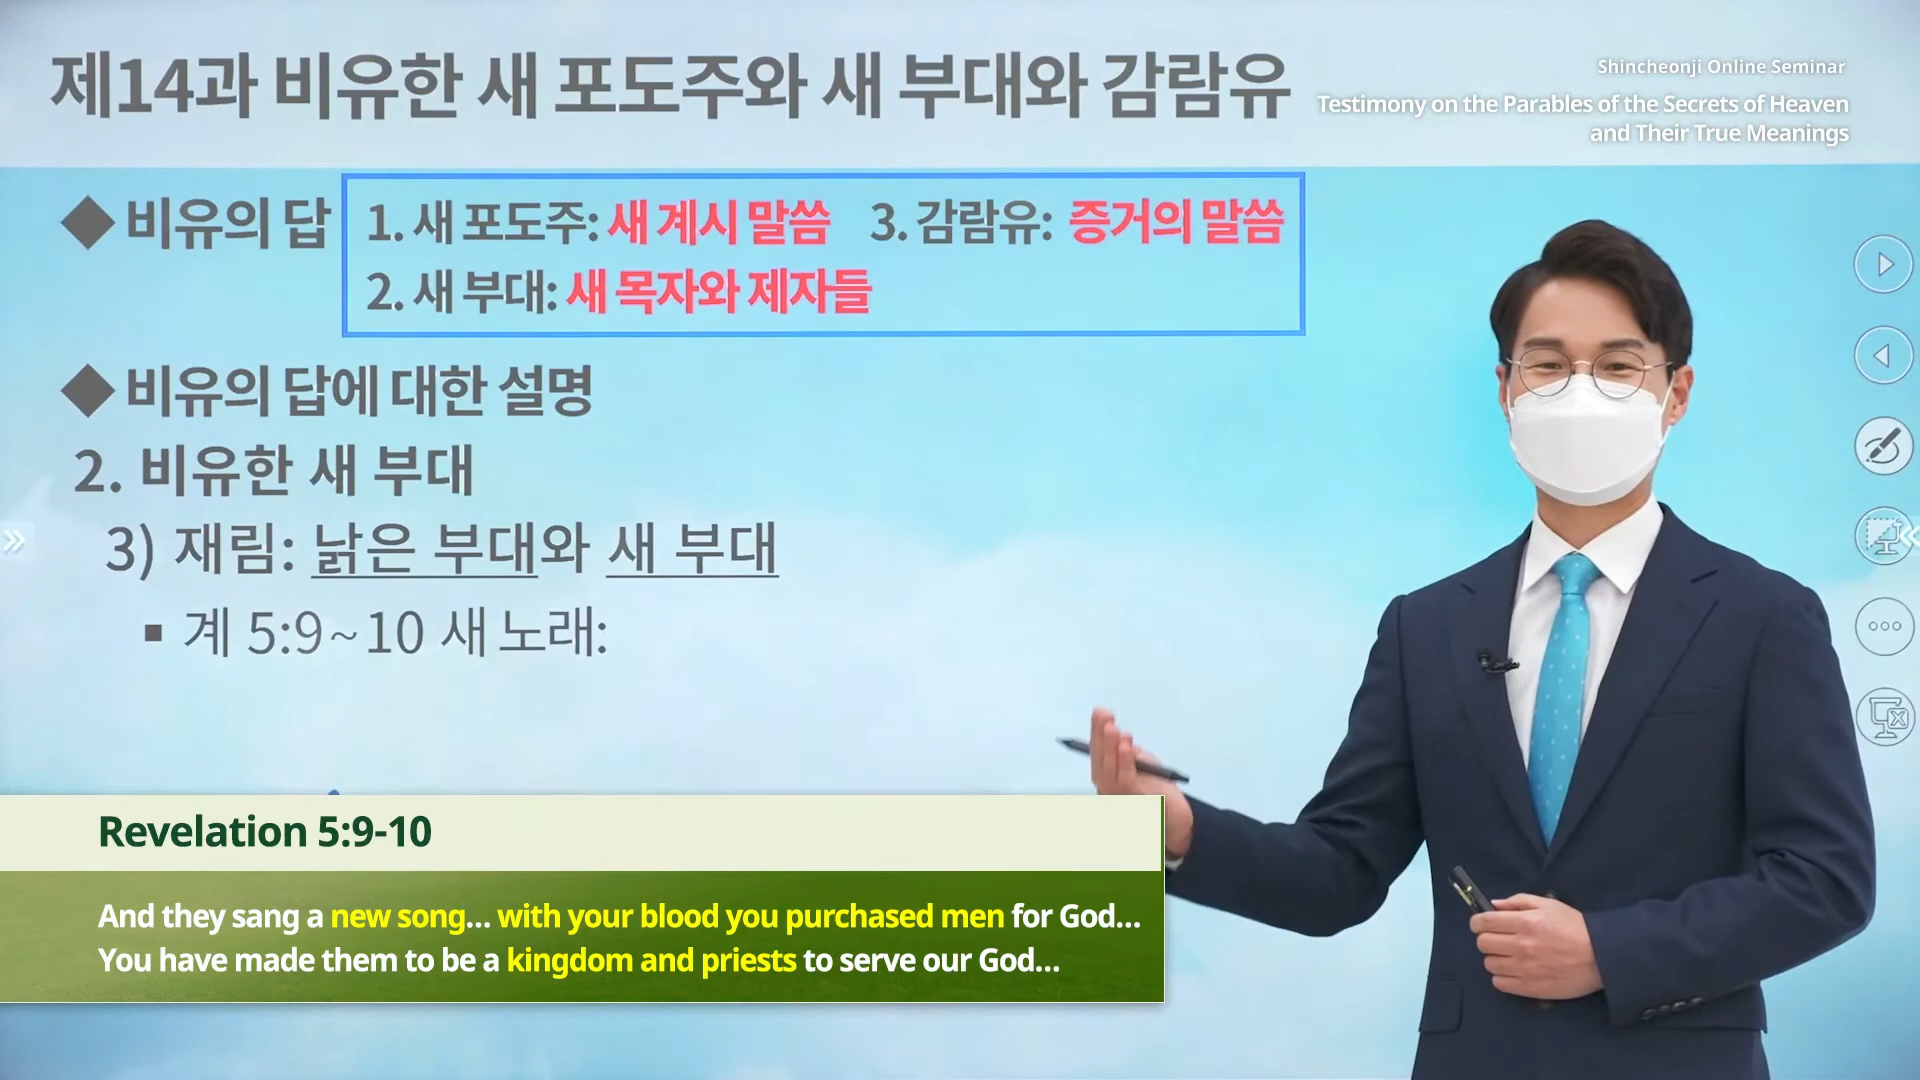 제14과 비유한 새 포도주와 새 부대와 감람유
Shincheonji Online Seminar
Testimony on the Parables of the Secrets of Heaven
and Their True Meanings
◆비유의 답
1. 새 포도주: 새 계시 말씀 3. 감람유: 증거의 말씀
2. 새 부대: 새 목자와 제자들
◆비유의 답에 대한 설명
2. 비유한 새 부대
3) 재림: 낡은 부대와 새 부대
▪ 계 5:9~10 새 노래:
Revelation 5:9-10
And they sang a new song... with your blood you purchased men for God...
You have made them to be a kingdom and priests to serve our God...